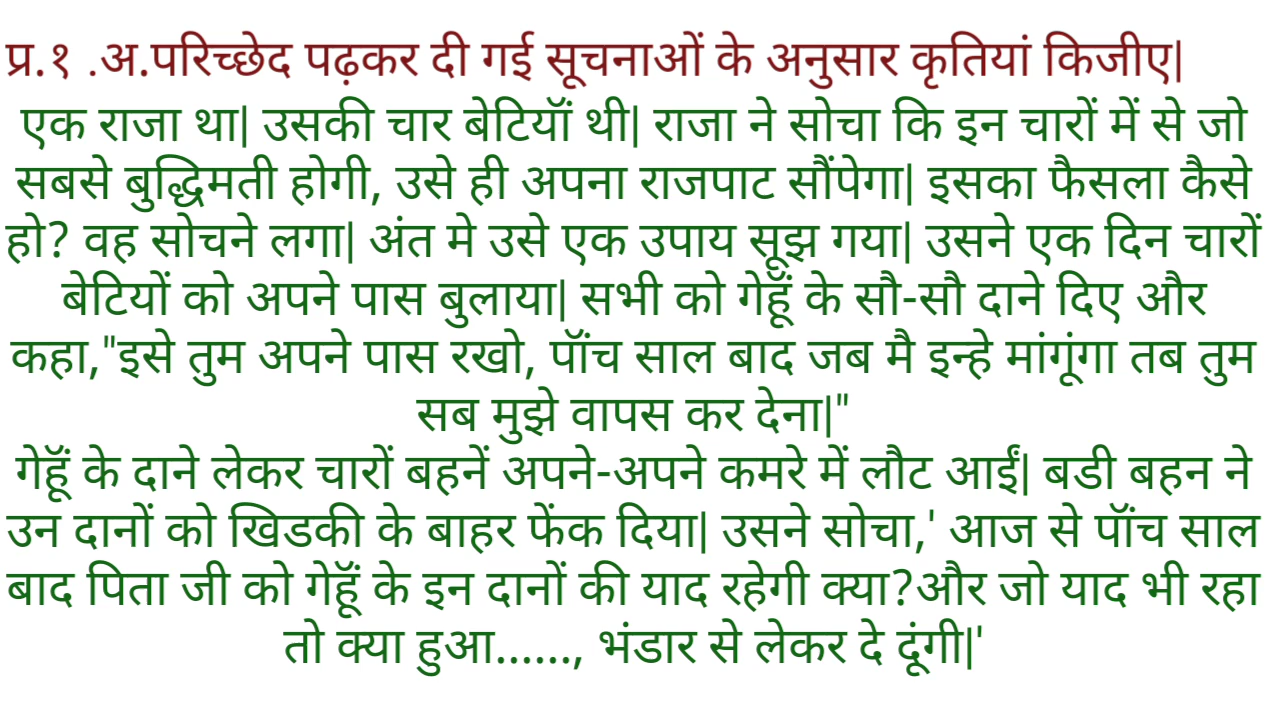 प्र.१ .अ.परिच्छेद पढ़कर दी गई सूचनाओं के अनुसार कृतियां किजीए|
एक राजा था| उसकी चार बेटियाॅं थी| राजा ने सोचा कि इन चारों में से जो
सबसे बुद्धिमती होगी, उसे ही अपना राजपाट सौंपेगा| इसका फैसला कैसे
हो? वह सोचने लगा| अंत मे उसे एक उपाय सूझ गया| उसने एक दिन चारों
बेटियों को अपने पास बुलाया| सभी को गेहूॅं के सौ-सौ दाने दिए और
कहा,"इसे तुम अपने पास रखो, पाॅंच साल बाद जब मै इन्हे मांगूंगा तब तुम
सब मुझे वापस कर देना|"
गेहूॅं के दाने लेकर चारों बहनें अपने-अपने कमरे में लौट आईं| बडी बहन ने
उन दानों को खिडकी के बाहर फेंक दिया| उसने सोचा,' आज से पाॅंच साल
बाद पिता जी को गेहूॅं के इन दानों की याद रहेगी क्या?और जो याद भी रहा
तो क्या हुआ......, भंडार से लेकर दे दूंगी|'